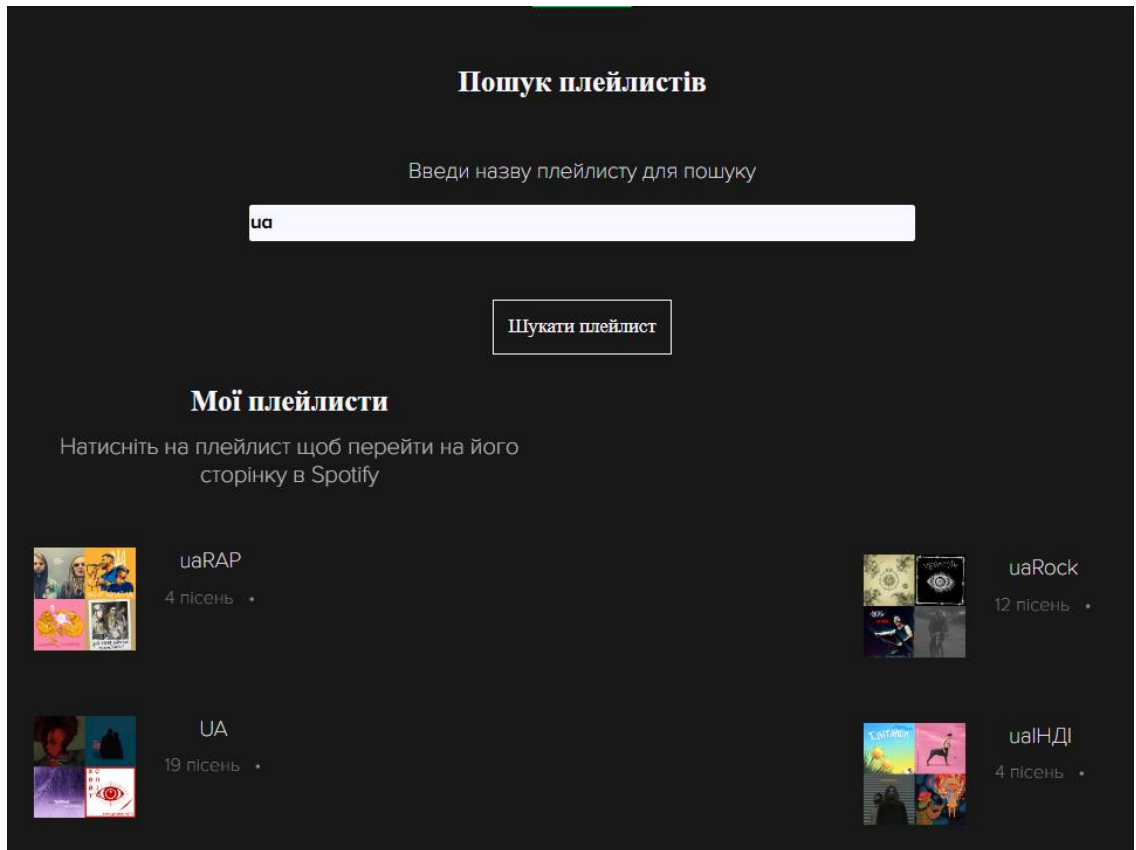 Пошук плейлистів
Введи назву плейлисту для пошуку
ua
Шукати плейлист
Мої плейлисти
Натисніть на плейлист щоб перейти на його
сторінку в Spotify
uaRAP
4 пісень •
uaRock
12 пісень •
UA
19 пісень •
uaІНДІ
4 пісень •